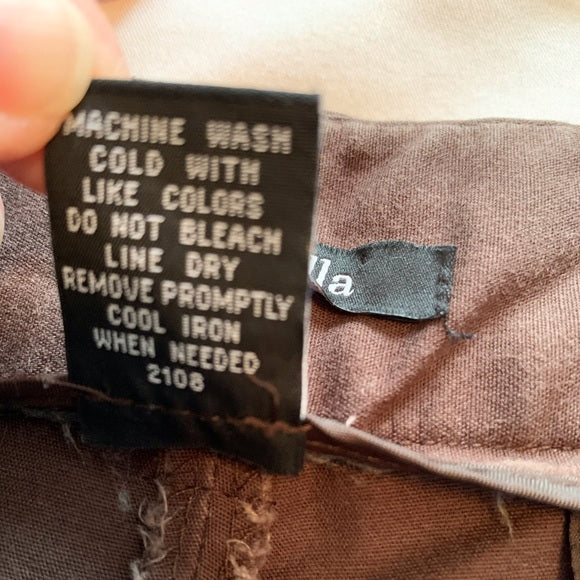 MACHINE WASH
COLD WITH
LIKE COLORS
DO NOT BLEACH
LINE DRY
REMOVE PROMPTLY
COOL IRON
WHEN NEEDED
2108
lla